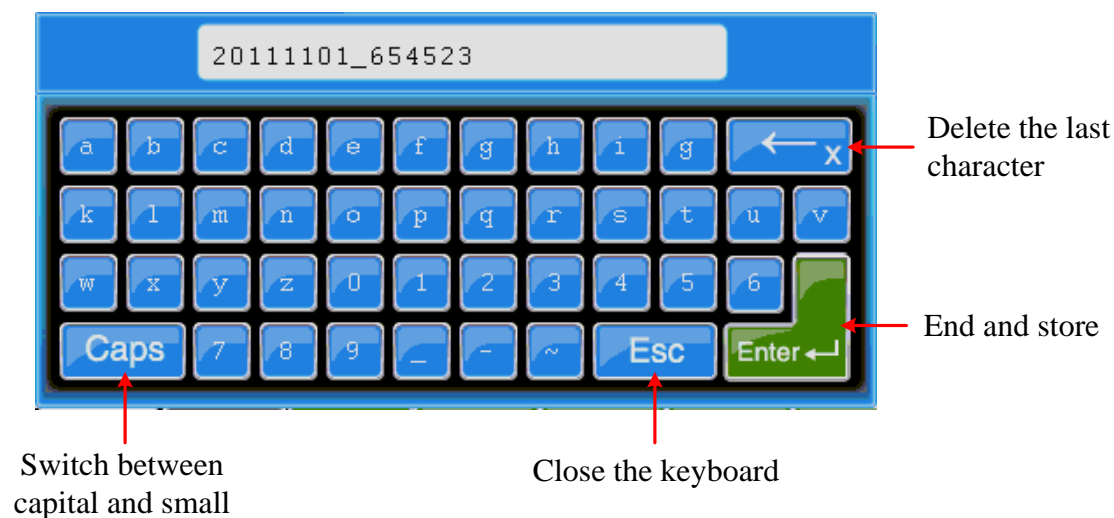 20111101_654523
a b c d e f g h i g ← x
Delete the last
character
k l m n o p q r s t u v
w x y z 0 1 2 3 4 5 6
End and store
Caps 7 8 9 _ - ~ Esc Enter ↵
Switch between
capital and small
Close the keyboard